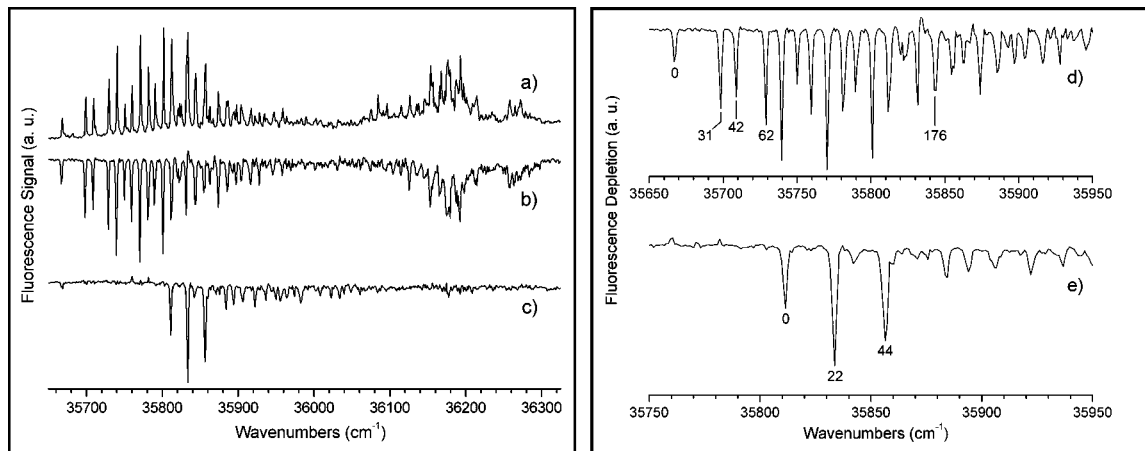 Fluorescence Signal (a. u.)
a)
b)
c)
35700 35800 35900 36000 36100 36200 36300
Wavenumbers (cm⁻¹)
Fluorescence Depletion (a. u.)
d)
0
31 42 62 176
35650 35700 35750 35800 35850 35900 35950
e)
0
22
44
35750 35800 35850 35900 35950
Wavenumbers (cm⁻¹)